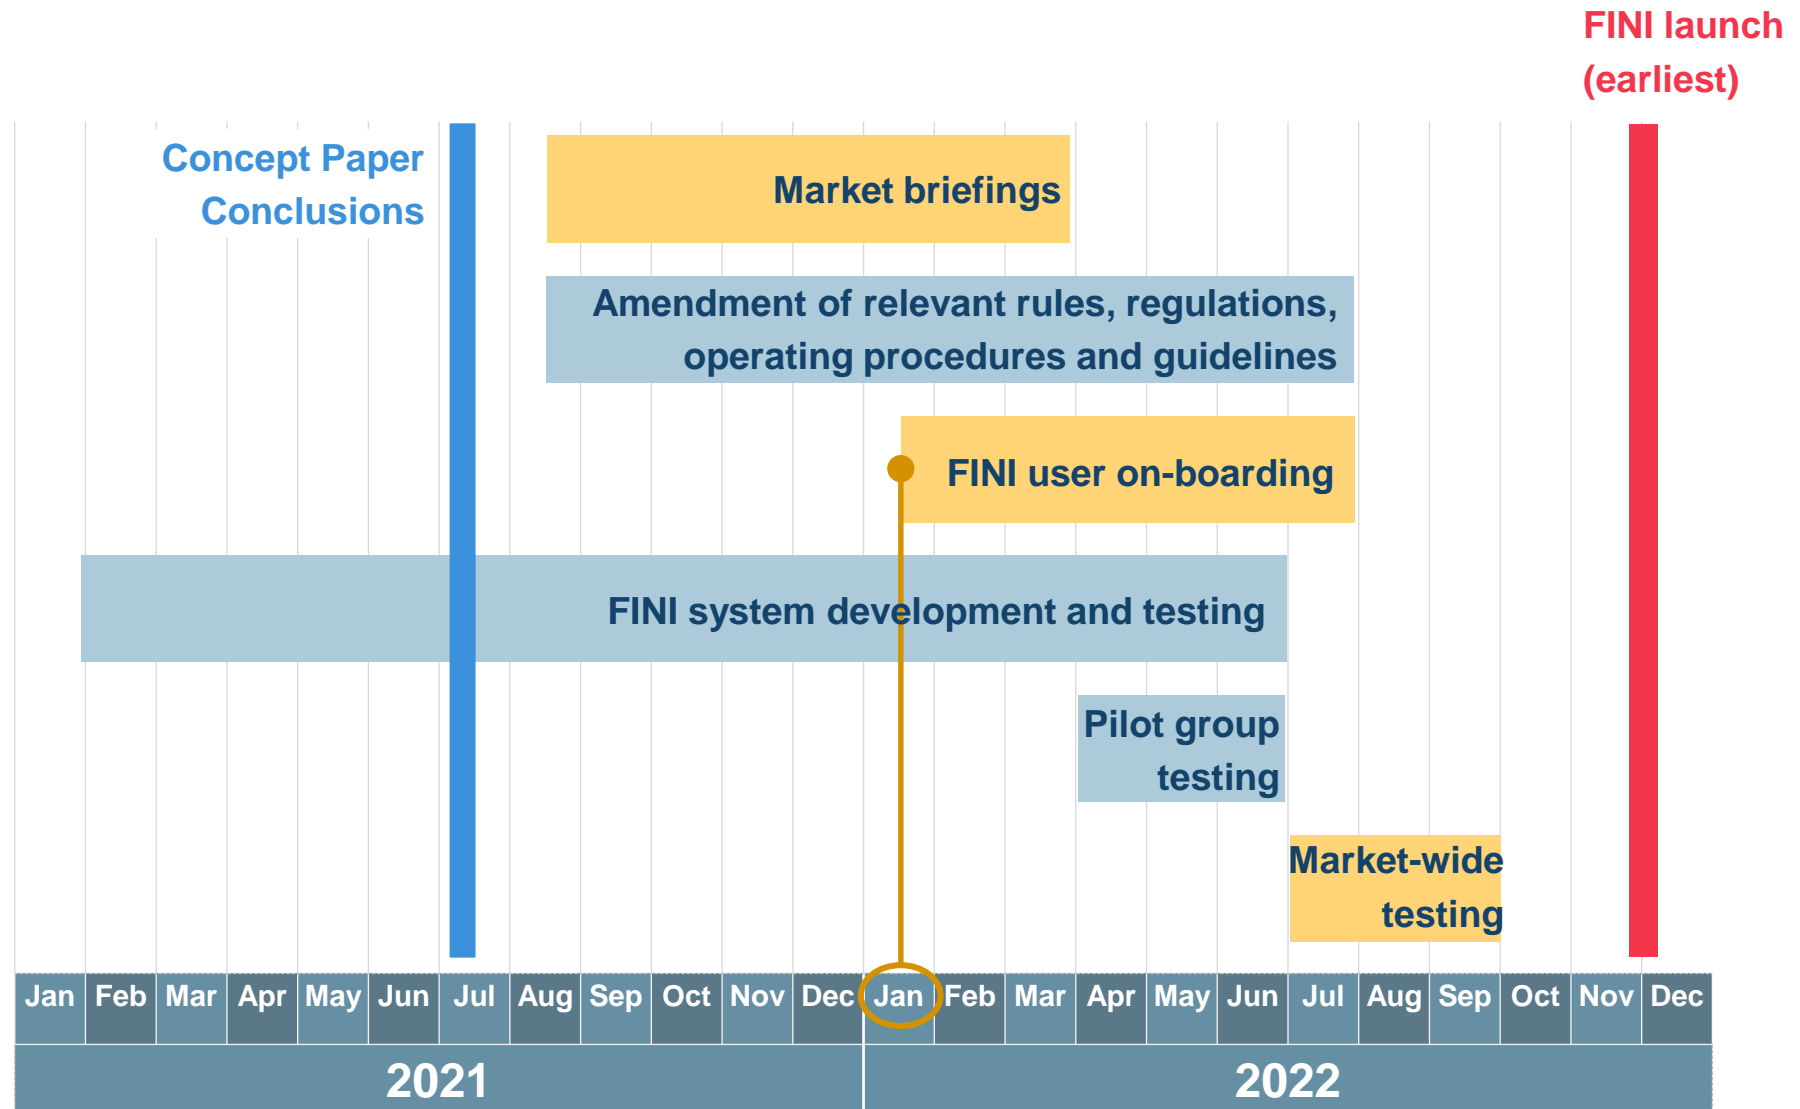 FINI launch
(earliest)
Concept Paper
Conclusions
Market briefings
Amendment of relevant rules, regulations,
operating procedures and guidelines
FINI user on-boarding
FINI system development and testing
Pilot group
testing
Market-wide
testing
Jan Feb Mar Apr May Jun Jul Aug Sep Oct Nov Dec Jan Feb Mar Apr May Jun Jul Aug Sep Oct Nov Dec
2021 2022